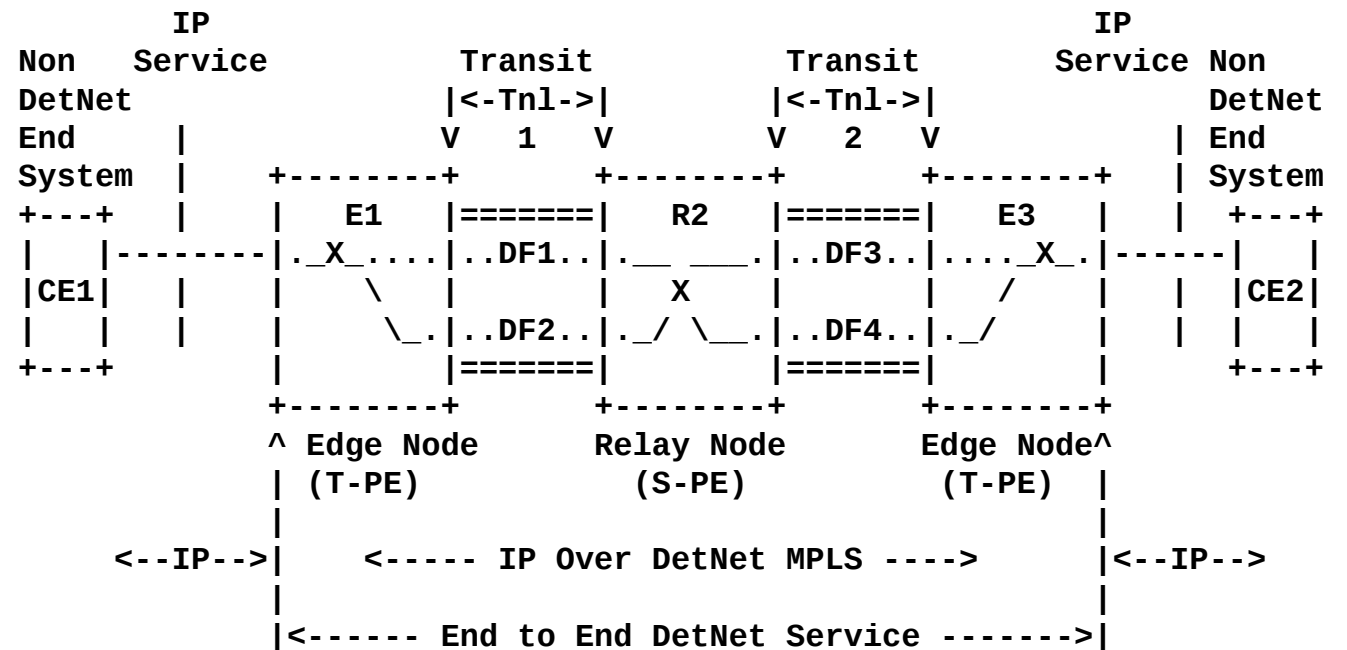 IP                                              IP
Non   Service          Transit          Transit       Service Non
DetNet                |<-Tnl->|        |<-Tnl->|              DetNet
End     |             V   1   V        V   2   V            | End
System  |    +--------+       +--------+       +--------+   | System
+---+   |    |   E1   |=======|   R2   |=======|   E3   |   |  +---+
|   |--------|._X_....|..DF1..|.__ ___.|..DF3..|...._X_.|------|   |
|CE1|   |    |    \   |       |   X    |       |   /    |   |  |CE2|
|   |   |    |     \_.|..DF2..|._/ \__.|..DF4..|._/     |   |  |   |
+---+        |        |=======|        |=======|        |      +---+
             +--------+       +--------+       +--------+
             ^ Edge Node      Relay Node       Edge Node^
             | (T-PE)           (S-PE)          (T-PE)  |
             |                                          |
     <--IP-->|    <----- IP Over DetNet MPLS ---->      |<--IP-->
             |                                          |
             |<------ End to End DetNet Service ------->|